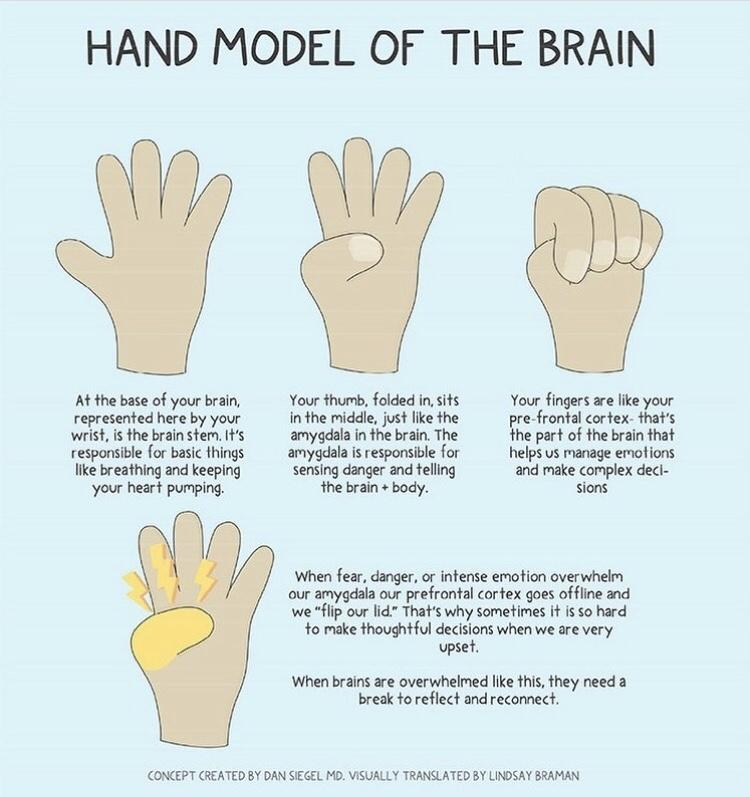 HAND MODEL OF THE BRAIN
At the base of your brain,
represented here by your
wrist, is the brain stem. It's
responsible for basic things
like breathing and keeping
your heart pumping.
Your thumb, folded in, sits
in the middle, just like the
amygdala in the brain. The
amygdala is responsible for
sensing danger and telling
the brain + body.
Your fingers are like your
pre-frontal cortex- that's
the part of the brain that
helps us manage emotions
and make complex deci-
sions
When fear, danger, or intense emotion overwhelm
our amygdala our prefrontal cortex goes offline and
we "flip our lid." That's why sometimes it is so hard
to make thoughtful decisions when we are very
upset.
When brains are overwhelmed like this, they need a
break to reflect and reconnect.
CONCEPT CREATED BY DAN SIEGEL MD. VISUALLY TRANSLATED BY LINDSAY BRAMAN